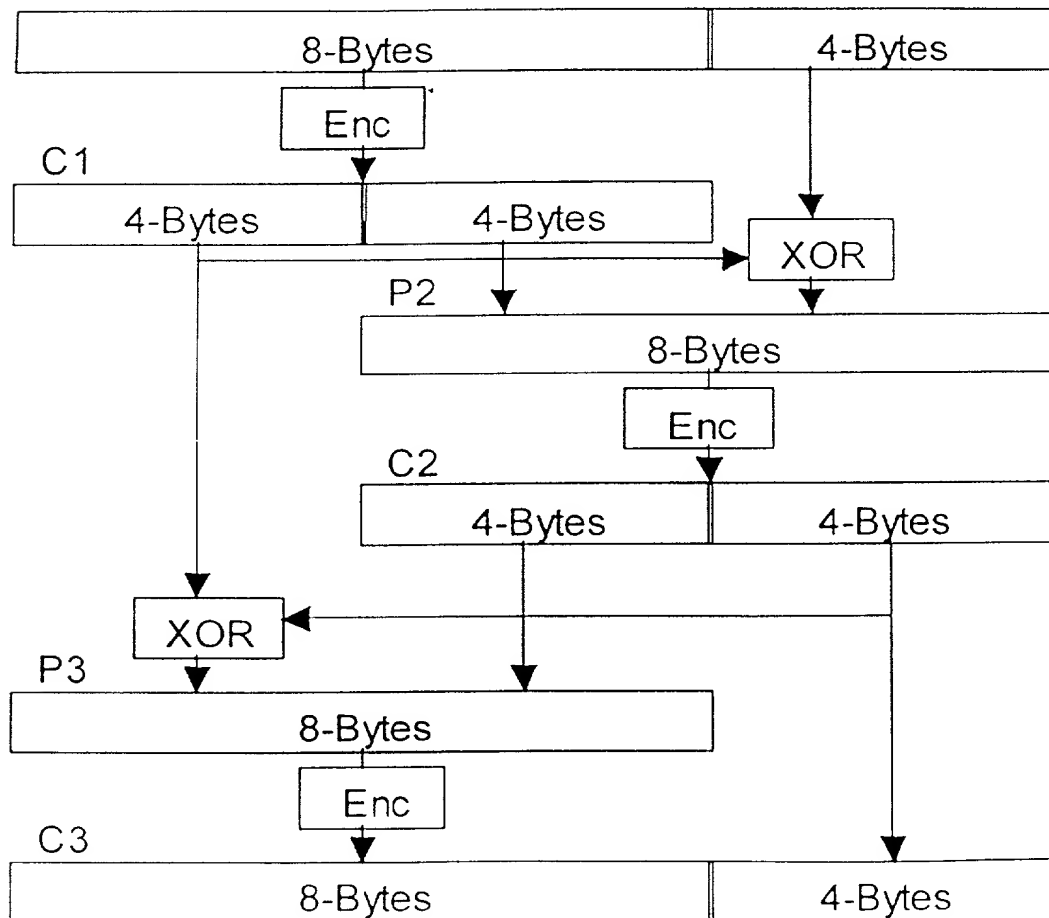 8-Bytes 4-Bytes
Enc
C1
4-Bytes 4-Bytes
XOR
P2
8-Bytes
Enc
C2
4-Bytes 4-Bytes
XOR
P3
8-Bytes
Enc
C3
8-Bytes 4-Bytes